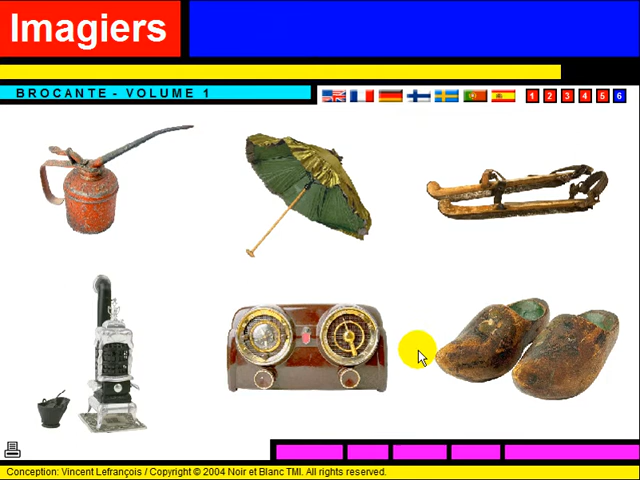 Imagiers
BROCANTE - VOLUME 1
1 2 3 4 5 6
Conception: Vincent Lefrançois / Copyright © 2004 Noir et Blanc TMI. All rights reserved.